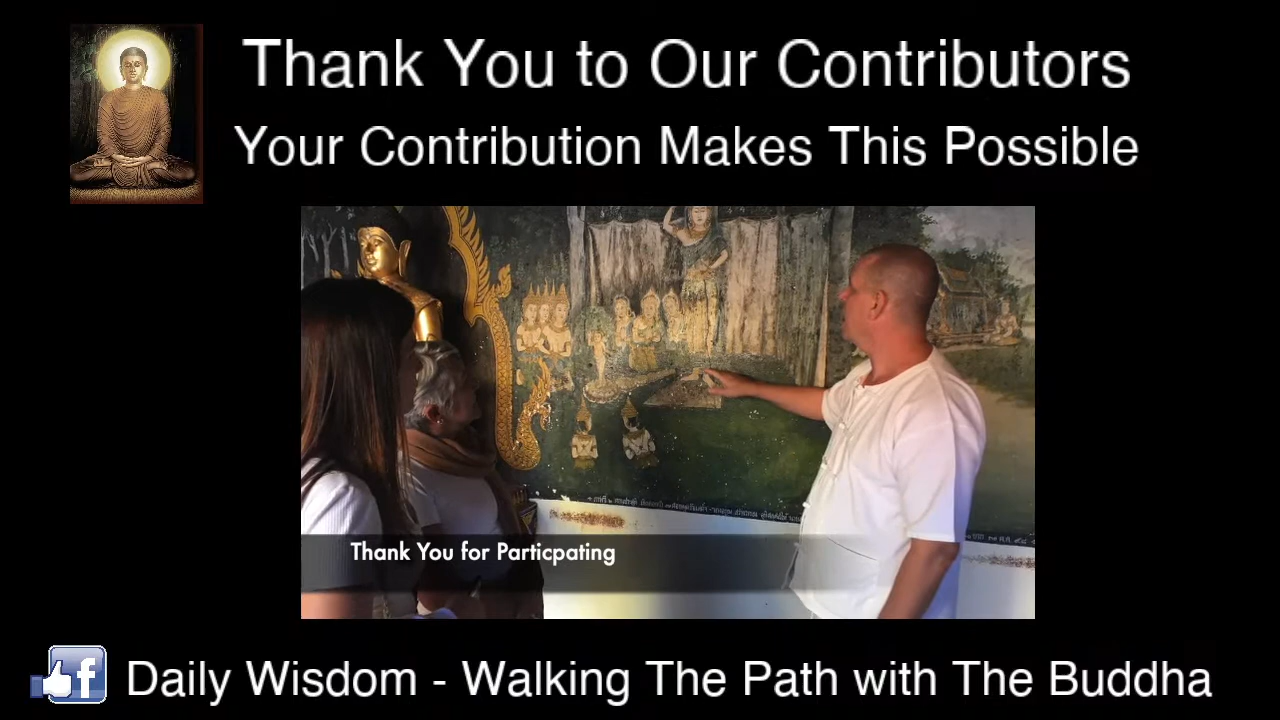 Thank You to Our Contributors
Your Contribution Makes This Possible
Thank You for Particpating
Daily Wisdom - Walking The Path with The Buddha